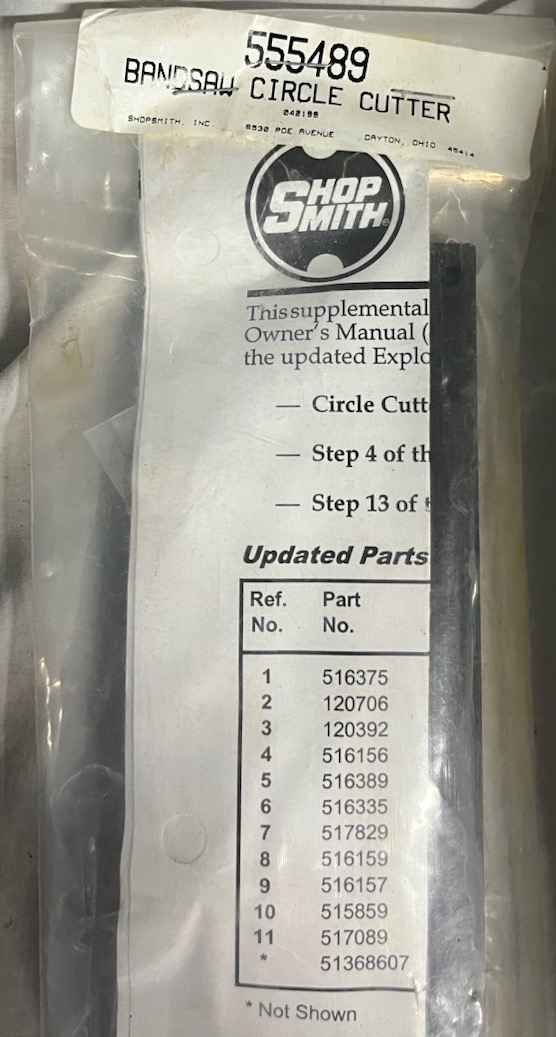 555489
BANDSAW CIRCLE CUTTER
042199
SHOPSMITH, INC 6530 POE AVENUE DAYTON, OHIO 45414
SHOP
SMITH®
This supplemental
Owner's Manual (
the updated Explo
— Circle Cutt
— Step 4 of th
— Step 13 of t
Updated Parts
Ref. Part
No. No.
1 516375
2 120706
3 120392
4 516156
5 516389
6 516335
7 517829
8 516159
9 516157
10 515859
11 517089
* 51368607
* Not Shown